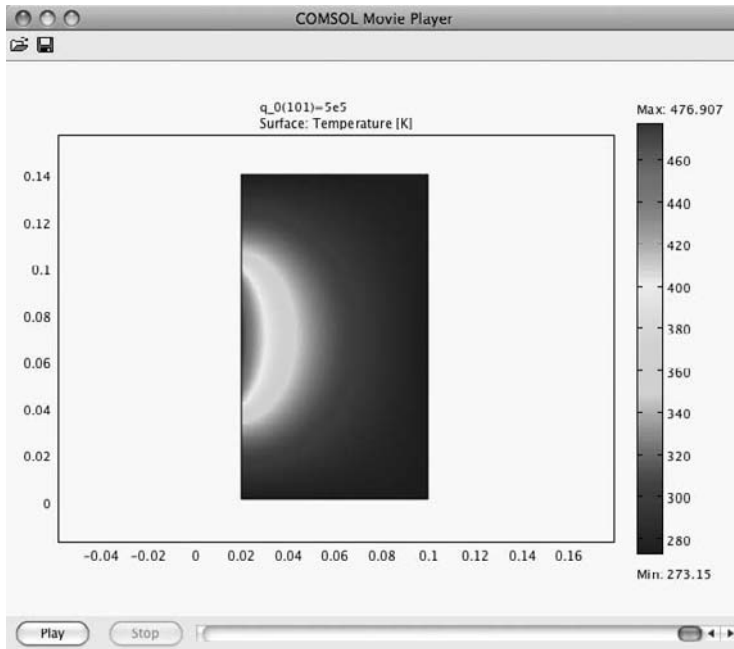 COMSOL Movie Player
q_0(101)=5e5
Surface: Temperature [K]
Max: 476.907
0.14
0.12
0.1
0.08
0.06
0.04
0.02
0
-0.04 -0.02 0 0.02 0.04 0.06 0.08 0.1 0.12 0.14 0.16
460
440
420
400
380
360
340
320
300
280
Min: 273.15
Play Stop